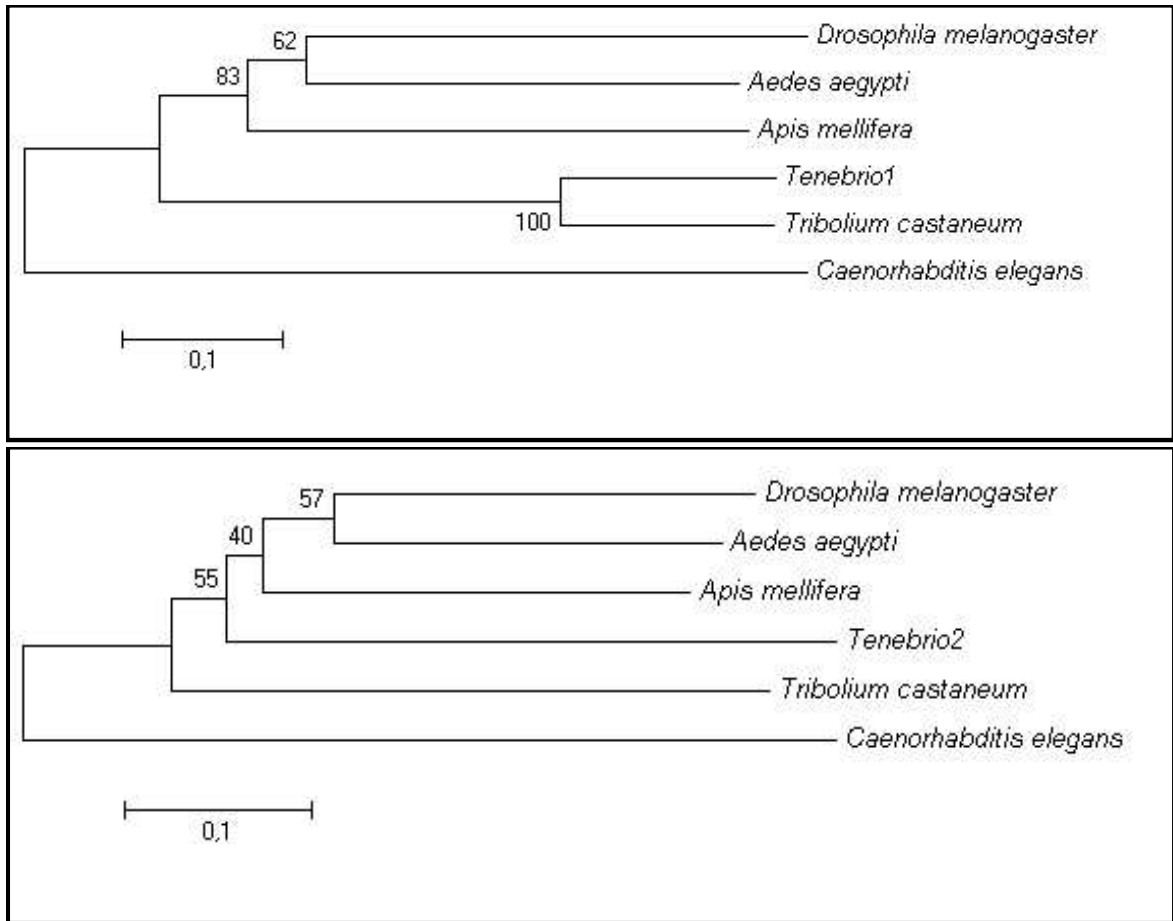 62
Drosophila melanogaster
83
Aedes aegypti
Apis mellifera
Tenebrio1
100
Tribolium castaneum
Caenorhabditis elegans
0,1
57
Drosophila melanogaster
40
Aedes aegypti
55
Apis mellifera
Tenebrio2
Tribolium castaneum
Caenorhabditis elegans
0,1